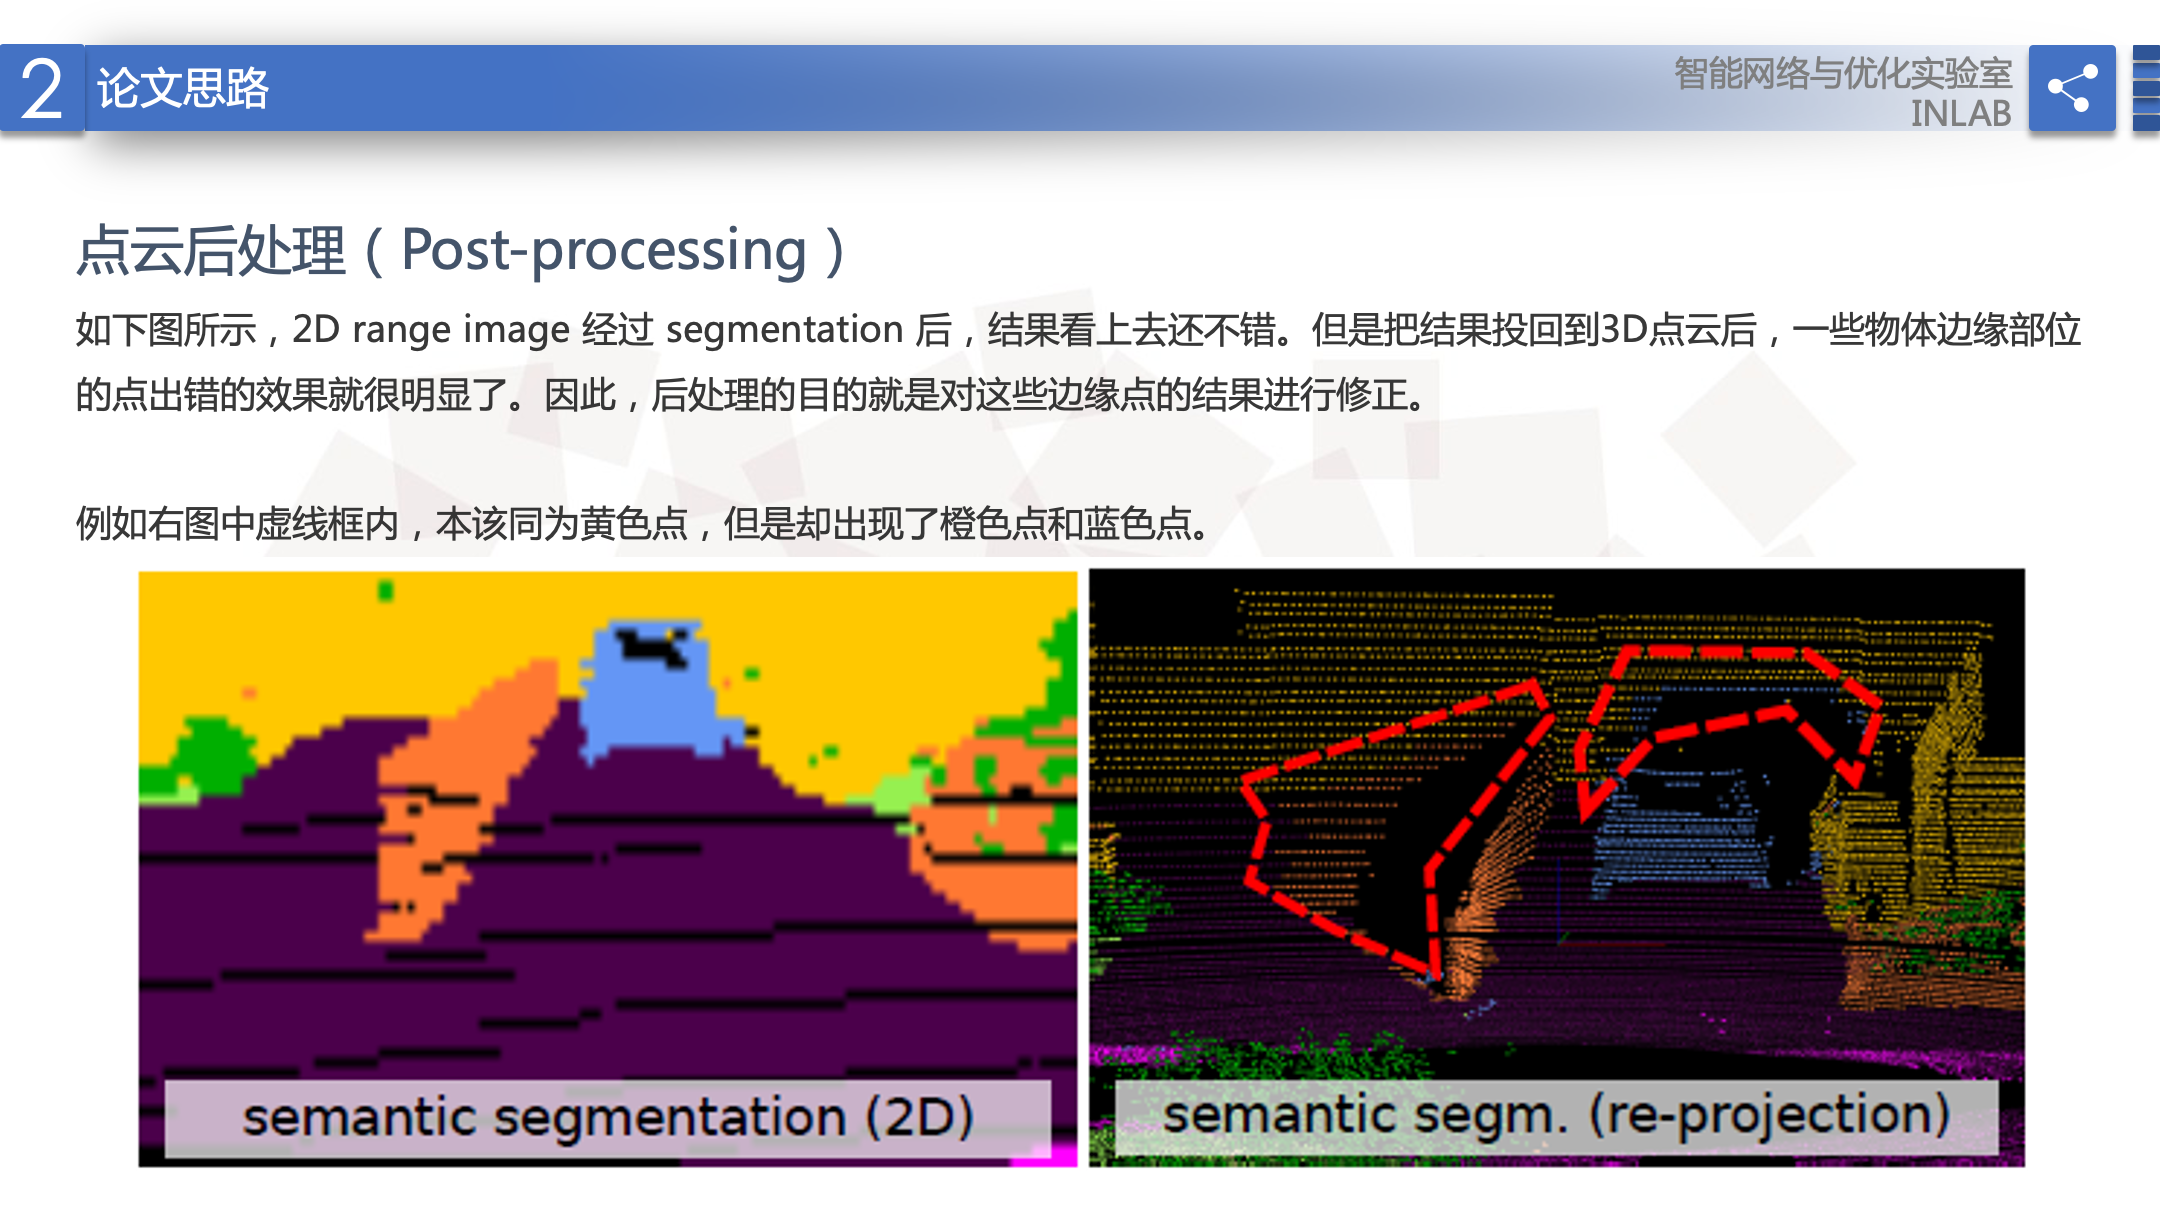 2
论文思路
智能网络与优化实验室
INLAB
点云后处理（Post-processing）
如下图所示，2D range image 经过 segmentation 后，结果看上去还不错。但是把结果投回到3D点云后，一些物体边缘部位
的点出错的效果就很明显了。因此，后处理的目的就是对这些边缘点的结果进行修正。
例如右图中虚线框内，本该同为黄色点，但是却出现了橙色点和蓝色点。
semantic segmentation (2D)
semantic segm. (re-projection)